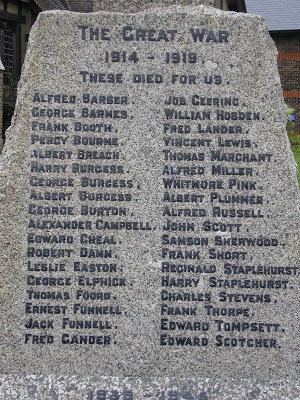 The Great War
1914 - 1919.
These died for us.
Alfred Barber.
George Barnes.
Frank Booth.
Percy Bourne.
Albert Breach.
Harry Burgess.
George Burgess.
Albert Burgess.
George Burton.
Alexander Campbell.
Edward Cheal.
Robert Dann.
Leslie Easton.
George Elphick.
Thomas Foord.
Ernest Funnell.
Jack Funnell.
Fred Gander.
Job Geering.
William Hobden.
Fred Lander.
Vincent Lewis.
Thomas Marchant.
Alfred Miller.
Whitmore Pink.
Albert Plummer.
Alfred Russell.
John Scott.
Samson Sherwood.
Frank Short.
Reginald Staplehurst.
Harry Staplehurst.
Charles Stevens.
Frank Thorpe.
Edward Tompsett.
Edward Scotcher.